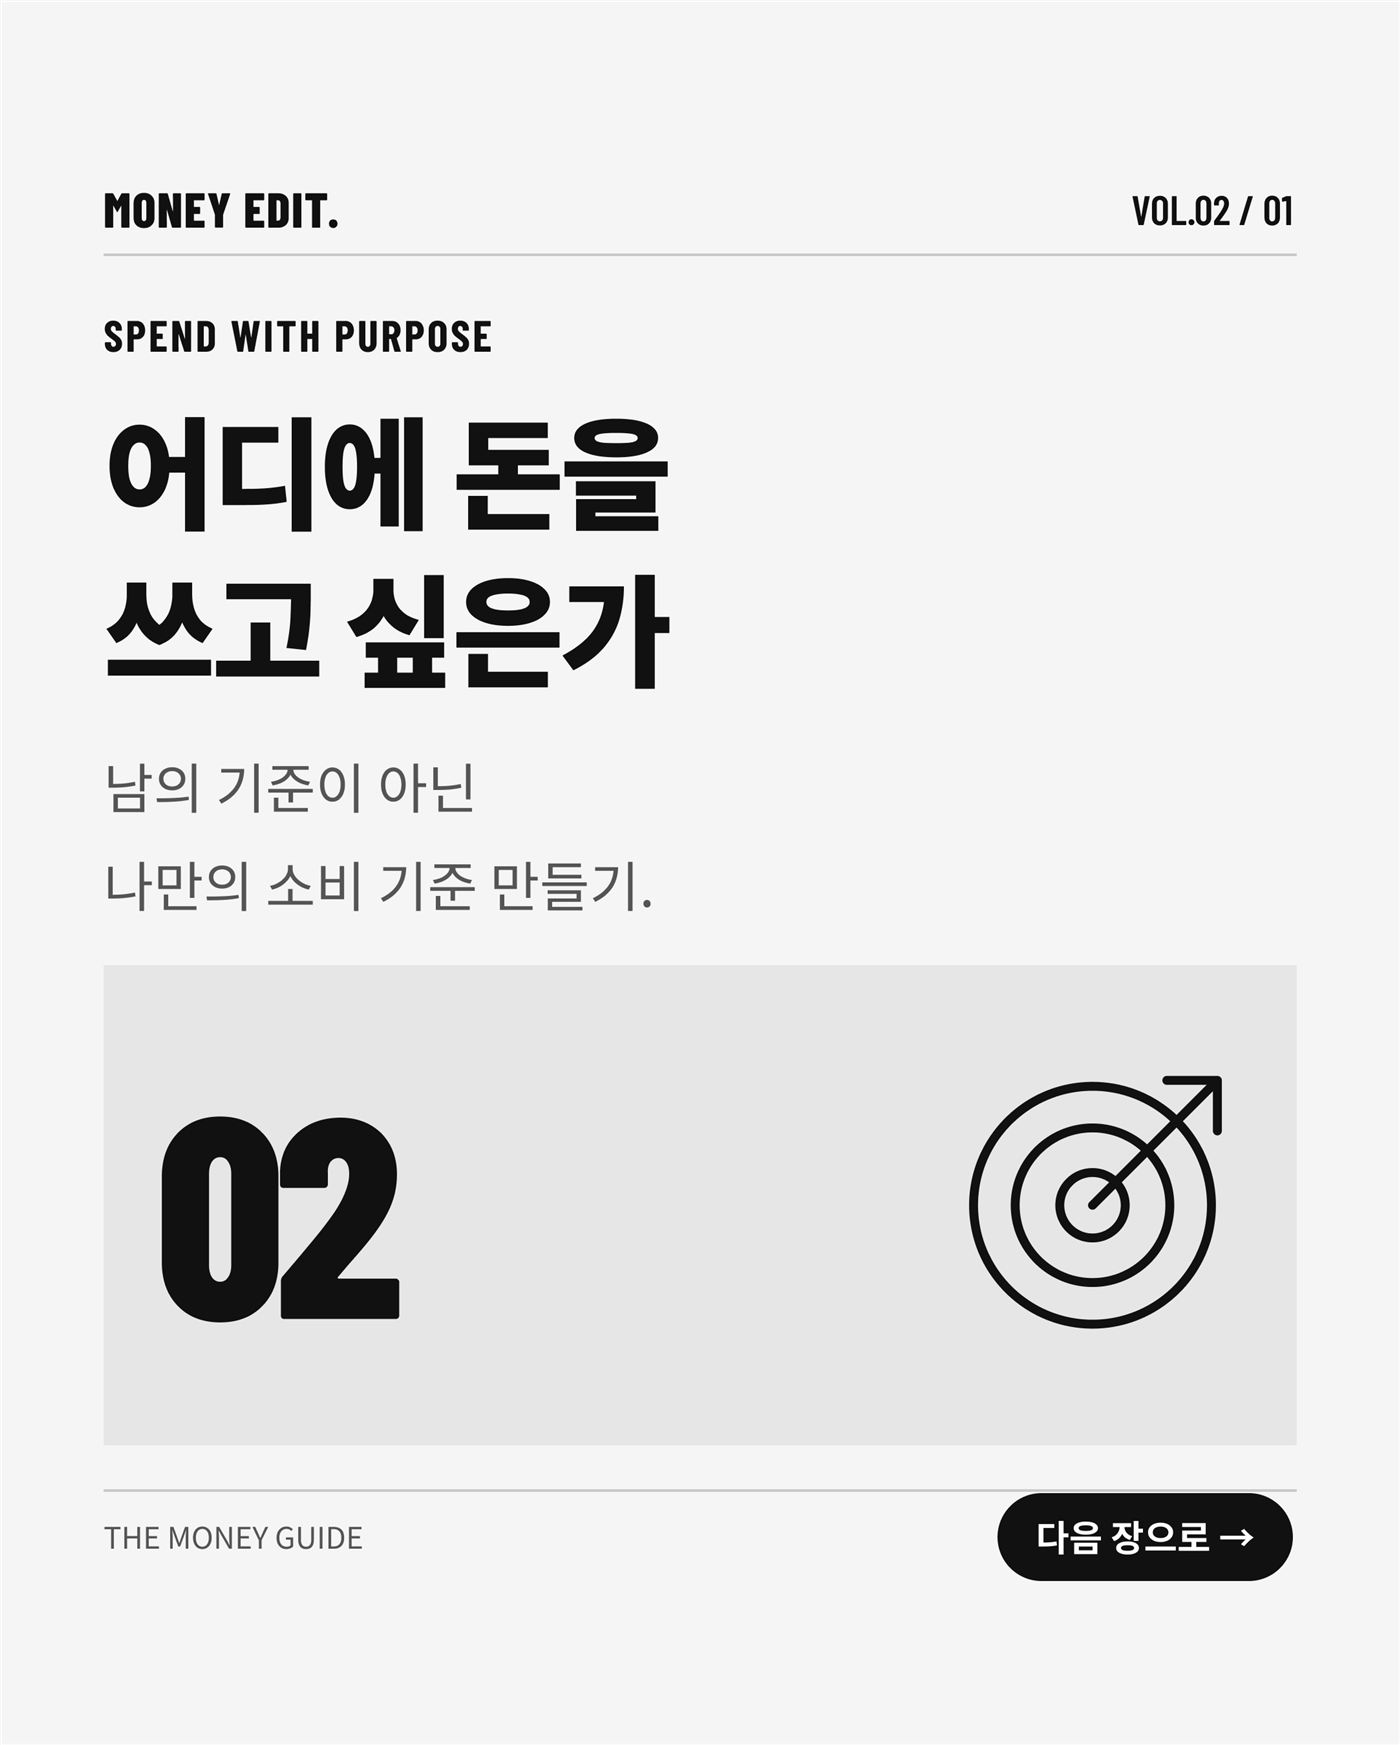 MONEY EDIT.
VOL.02 / 01
SPEND WITH PURPOSE
어디에 돈을
쓰고 싶은가
남의 기준이 아닌
나만의 소비 기준 만들기.
02
THE MONEY GUIDE
다음 장으로 →